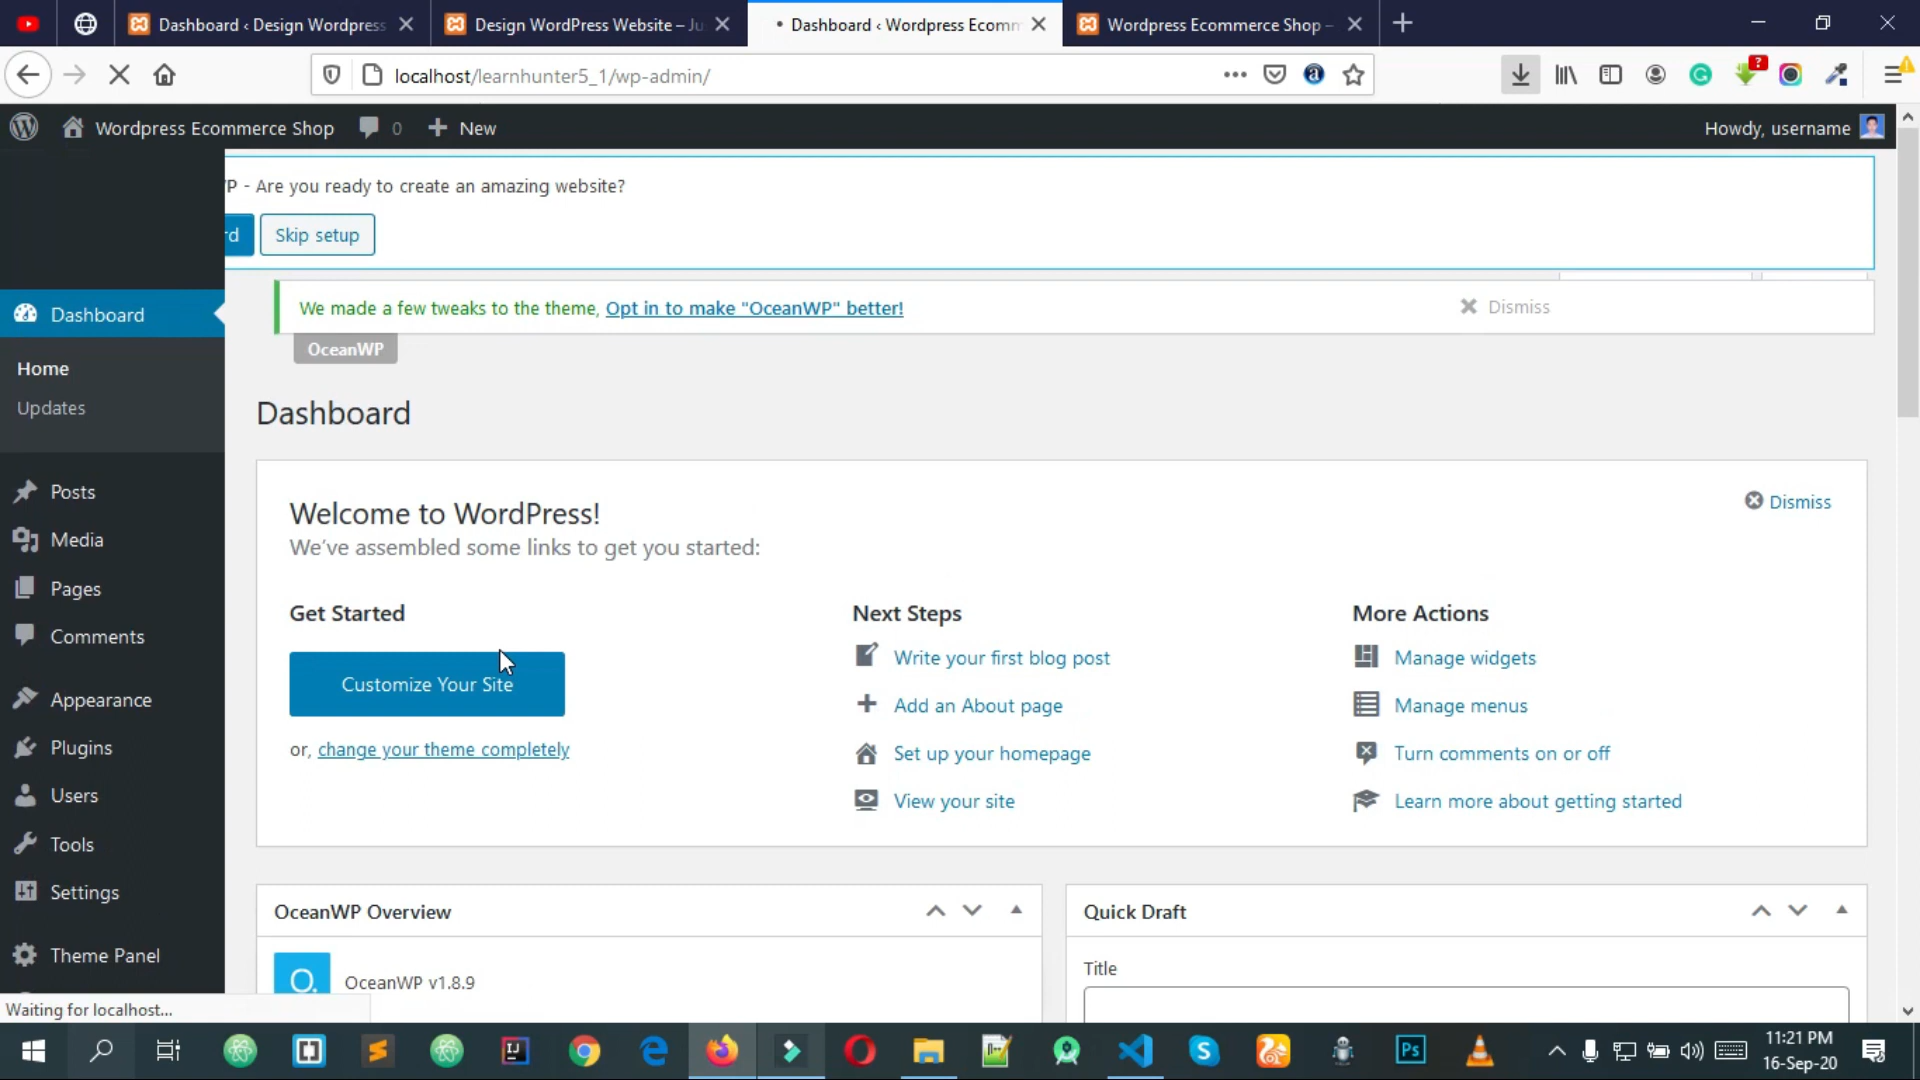 Dashboard ‹ Design Wordpress
Design WordPress Website – Ju
• Dashboard ‹ Wordpress Ecomm
Wordpress Ecommerce Shop –
localhost/learnhunter5_1/wp-admin/
?
Wordpress Ecommerce Shop
0
New
Howdy, username
P - Are you ready to create an amazing website?
rd
Skip setup
We made a few tweaks to the theme, Opt in to make "OceanWP" better!
Dismiss
OceanWP
Dashboard
Home
Updates
Posts
Media
Pages
Comments
Appearance
Plugins
Users
Tools
Settings
Theme Panel
Dashboard
Welcome to WordPress!
Dismiss
We've assembled some links to get you started:
Get Started
Customize Your Site
or, change your theme completely
Next Steps
Write your first blog post
Add an About page
Set up your homepage
View your site
More Actions
Manage widgets
Manage menus
Turn comments on or off
Learn more about getting started
OceanWP Overview
O.
OceanWP v1.8.9
Quick Draft
Title
Waiting for localhost...
11:21 PM
16-Sep-20